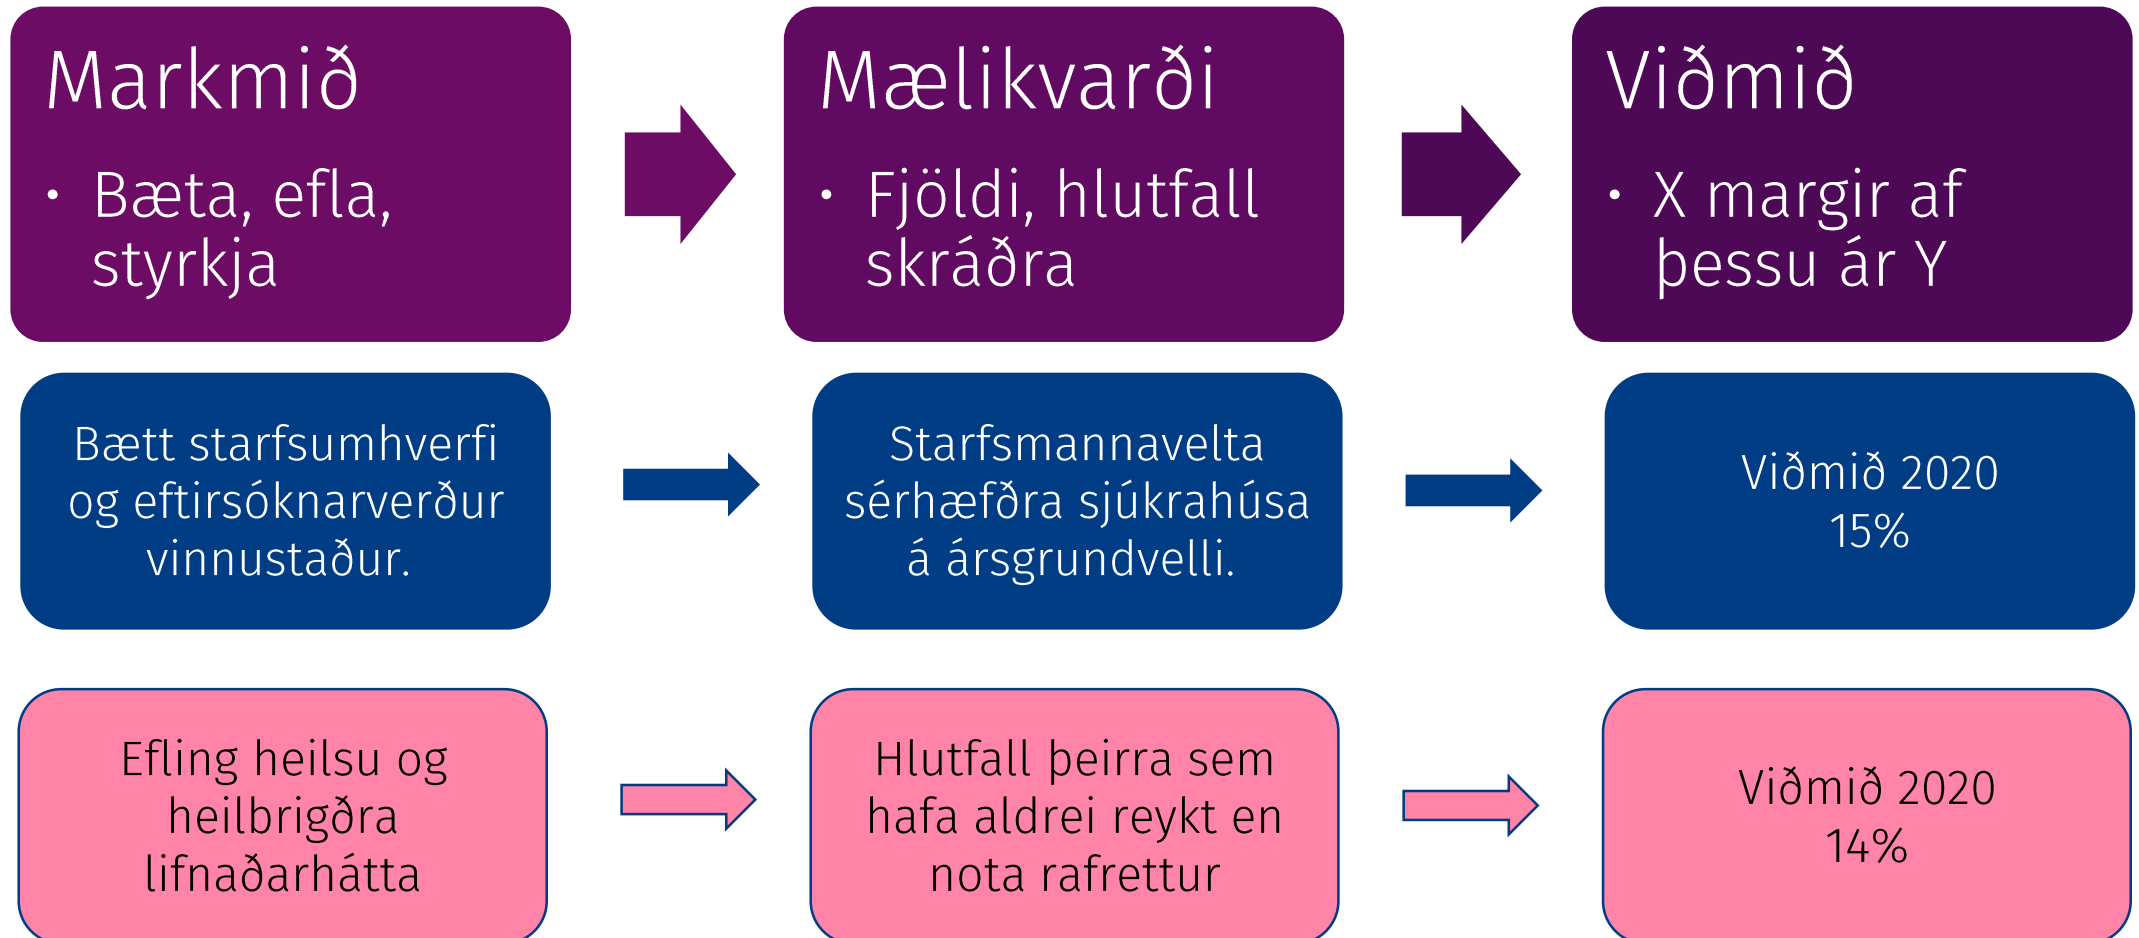 Markmið
• Bæta, efla,
styrkja
Mælikvarði
• Fjöldi, hlutfall
skráðra
Viðmið
• X margir af
þessu ár Y
Bætt starfsumhverfi
og eftirsóknarverður
vinnustaður.
Starfsmannavelta
sérhæfðra sjúkrahúsa
á ársgrundvelli.
Viðmið 2020
15%
Efling heilsu og
heilbrigðra
lifnaðarhátta
Hlutfall þeirra sem
hafa aldrei reykt en
nota rafrettur
Viðmið 2020
14%